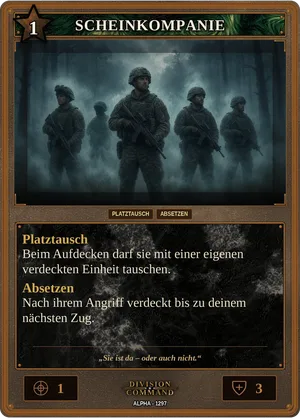 1
SCHEINKOMPANIE
PLATZTAUSCH
ABSETZEN
Platztausch
Beim Aufdecken darf sie mit einer eigenen
verdeckten Einheit tauschen.
Absetzen
Nach ihrem Angriff verdeckt bis zu deinem
nächsten Zug.
„Sie ist da – oder auch nicht.“
1
DIVISION
COMMAND
ALPHA - 1297
3